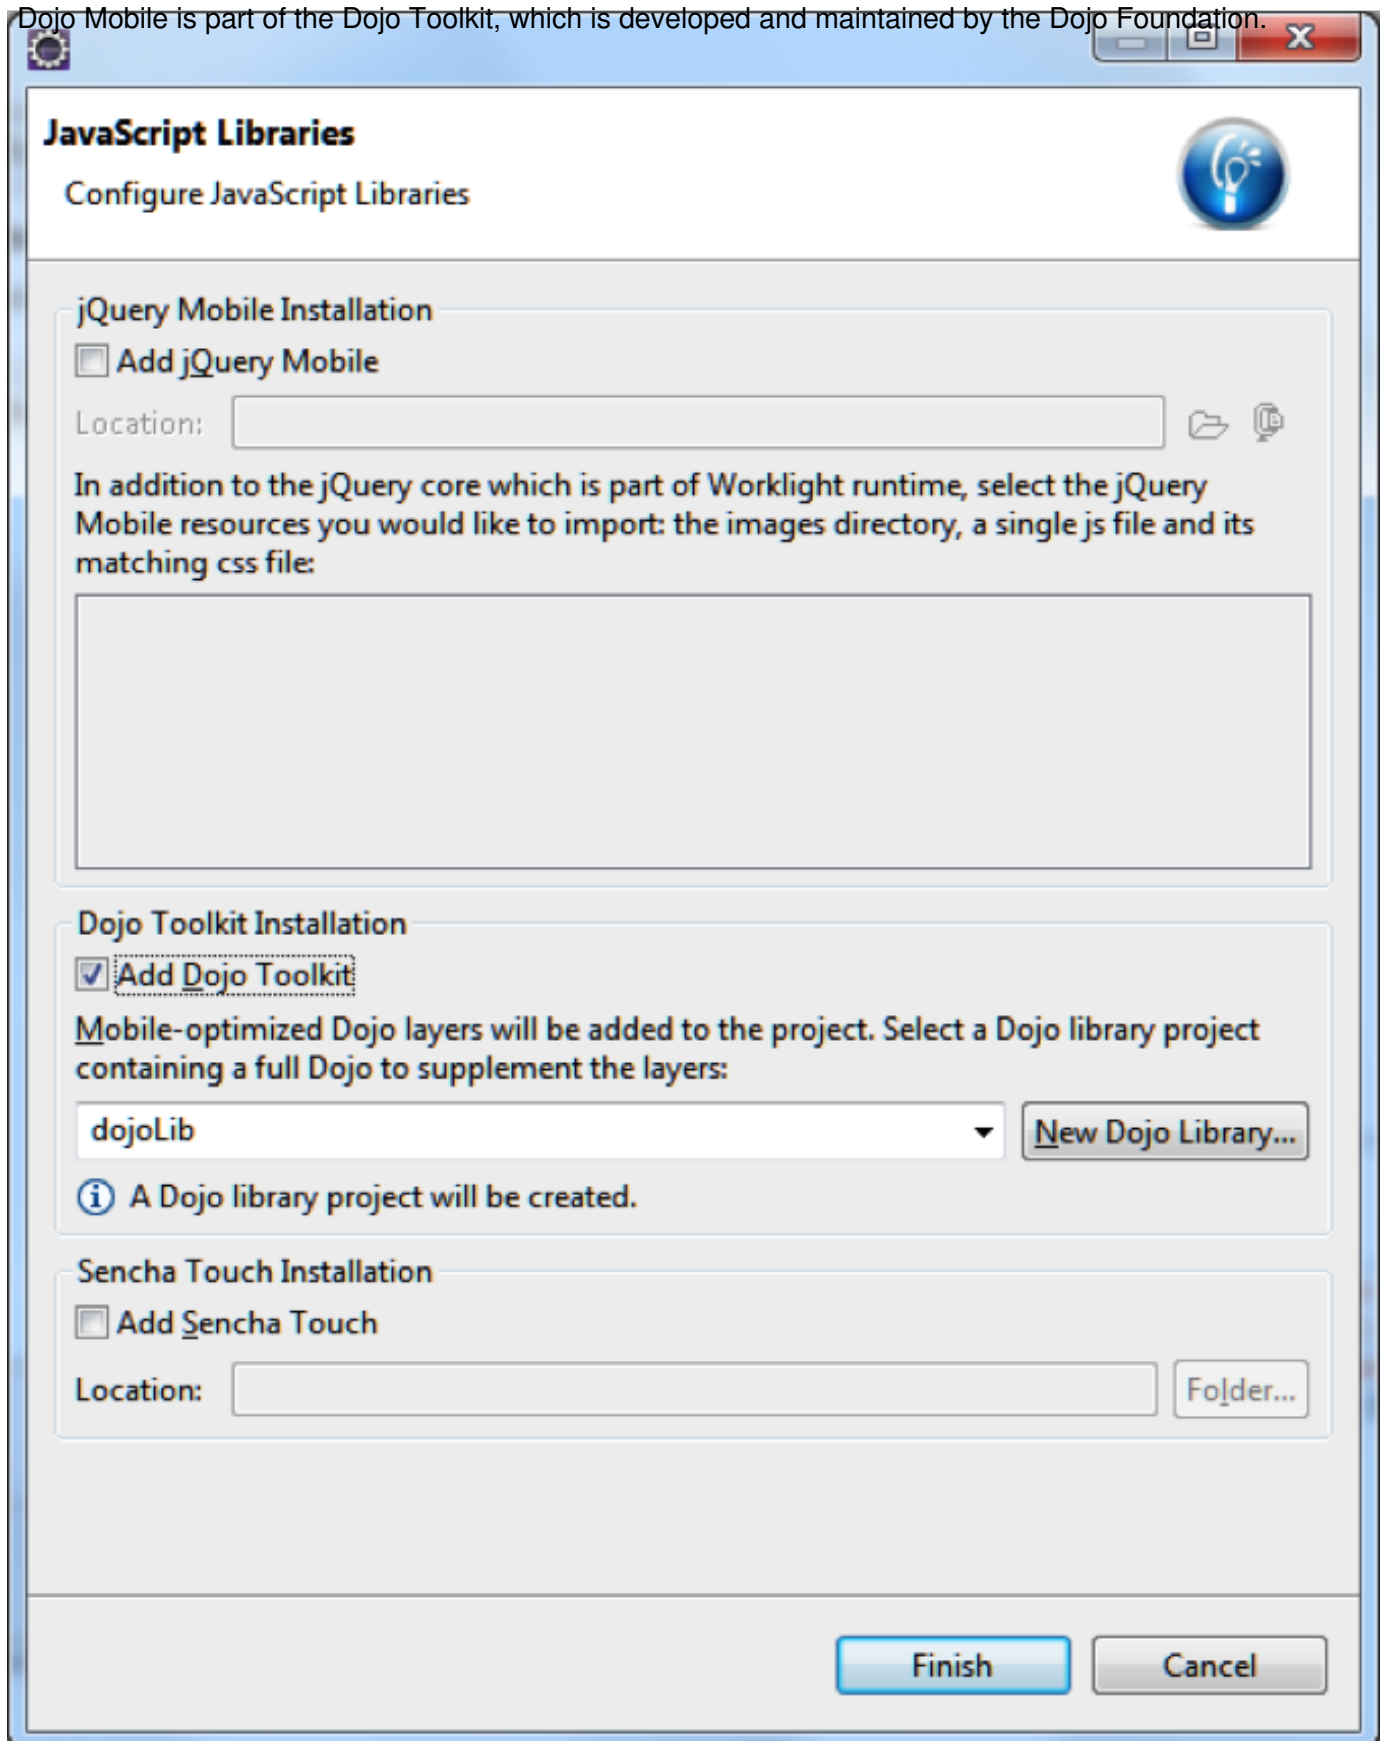 Dojo Mobile is part of the Dojo Toolkit, which is developed and maintained by the Dojo Foundation.
JavaScript Libraries
Configure JavaScript Libraries
jQuery Mobile Installation
Add jQuery Mobile
Location:
In addition to the jQuery core which is part of Worklight runtime, select the jQuery
Mobile resources you would like to import: the images directory, a single js file and its
matching css file:
Dojo Toolkit Installation
Add Dojo Toolkit
Mobile-optimized Dojo layers will be added to the project. Select a Dojo library project
containing a full Dojo to supplement the layers:
dojoLib New Dojo Library...
A Dojo library project will be created.
Sencha Touch Installation
Add Sencha Touch
Location: Folder...
Finish Cancel